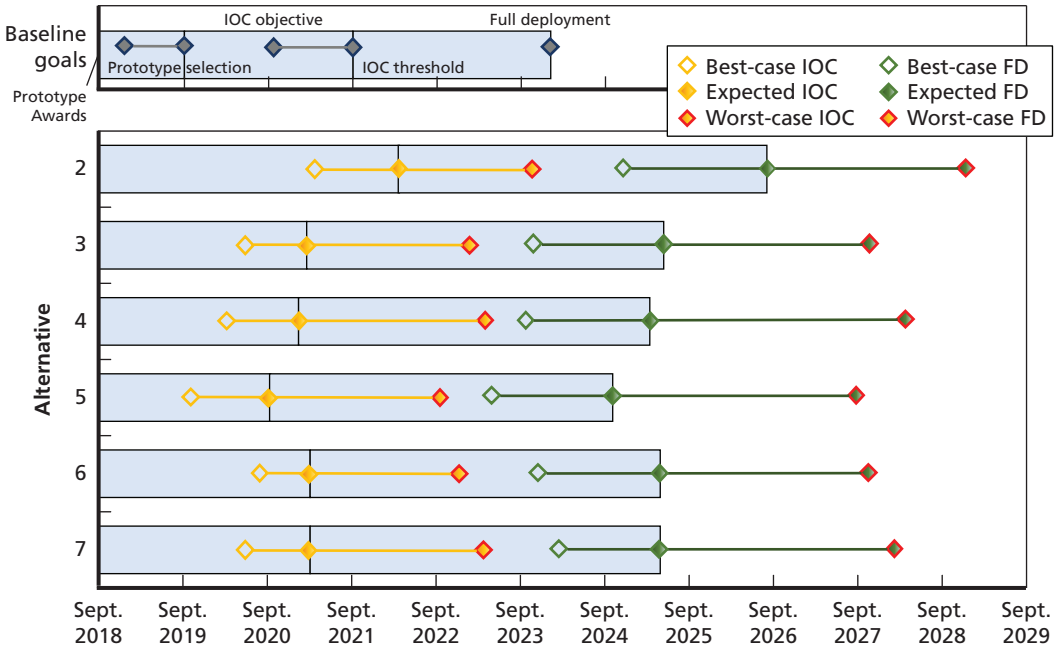 Baseline
goals
Prototype
Awards
IOC objective
Full deployment
Prototype selection
IOC threshold
Best-case IOC
Expected IOC
Worst-case IOC
Best-case FD
Expected FD
Worst-case FD
Alternative
2
3
4
5
6
7
Sept.
2018
Sept.
2019
Sept.
2020
Sept.
2021
Sept.
2022
Sept.
2023
Sept.
2024
Sept.
2025
Sept.
2026
Sept.
2027
Sept.
2028
Sept.
2029